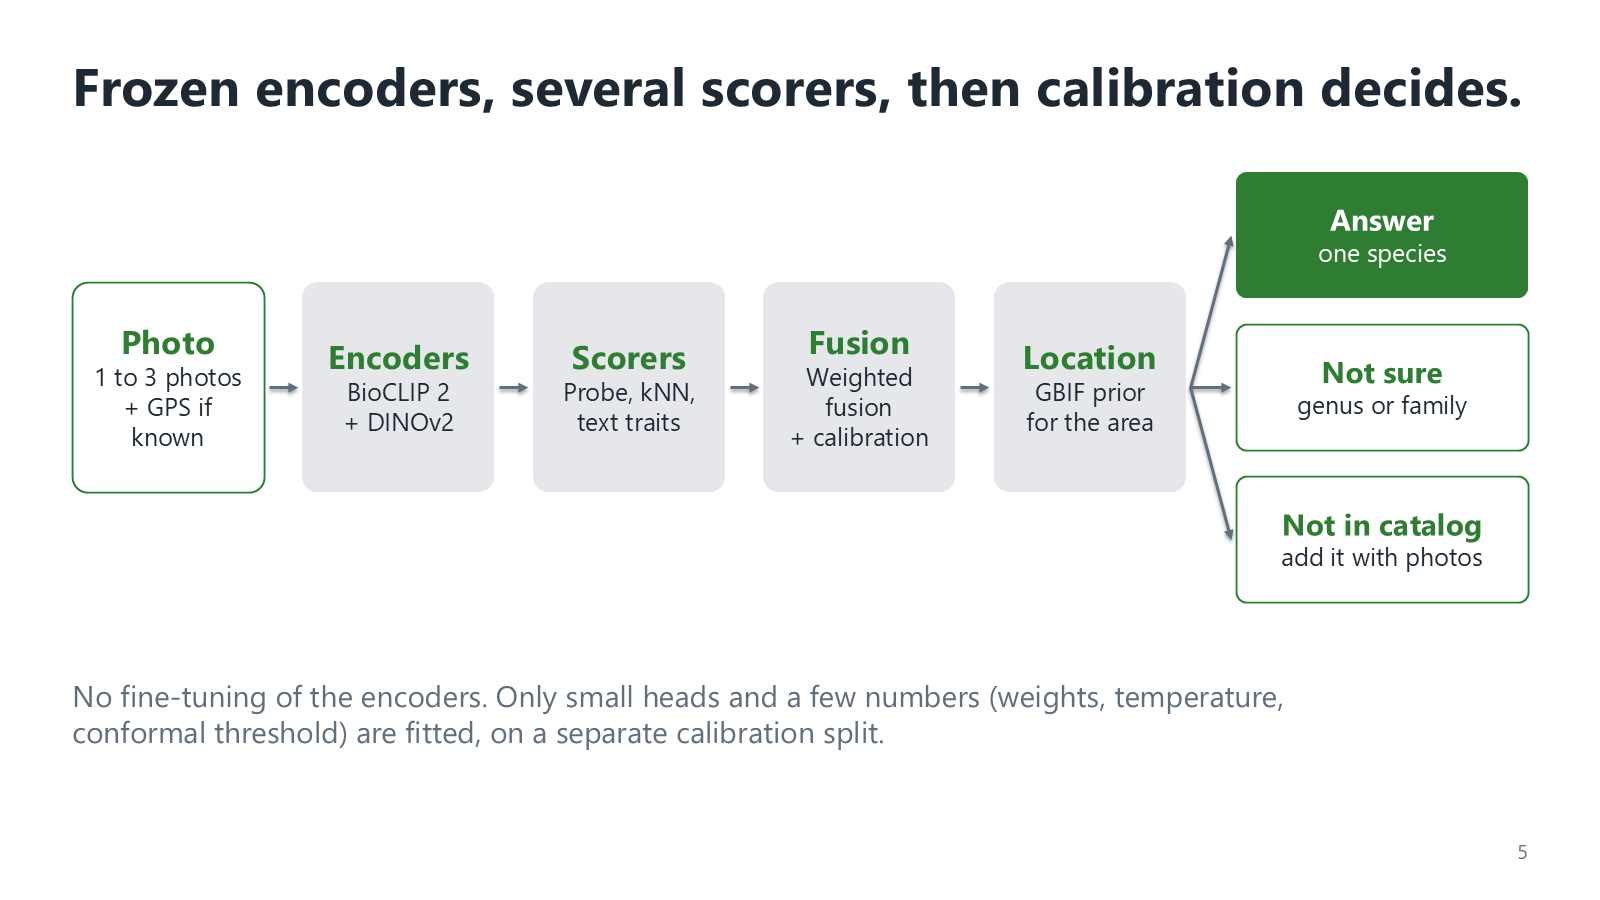 Frozen encoders, several scorers, then calibration decides.
Photo
1 to 3 photos
+ GPS if
known
Encoders
BioCLIP 2
+ DINOv2
Scorers
Probe, kNN,
text traits
Fusion
Weighted
fusion
+ calibration
Location
GBIF prior
for the area
Answer
one species
Not sure
genus or family
Not in catalog
add it with photos
No fine-tuning of the encoders. Only small heads and a few numbers (weights, temperature,
conformal threshold) are fitted, on a separate calibration split.
5